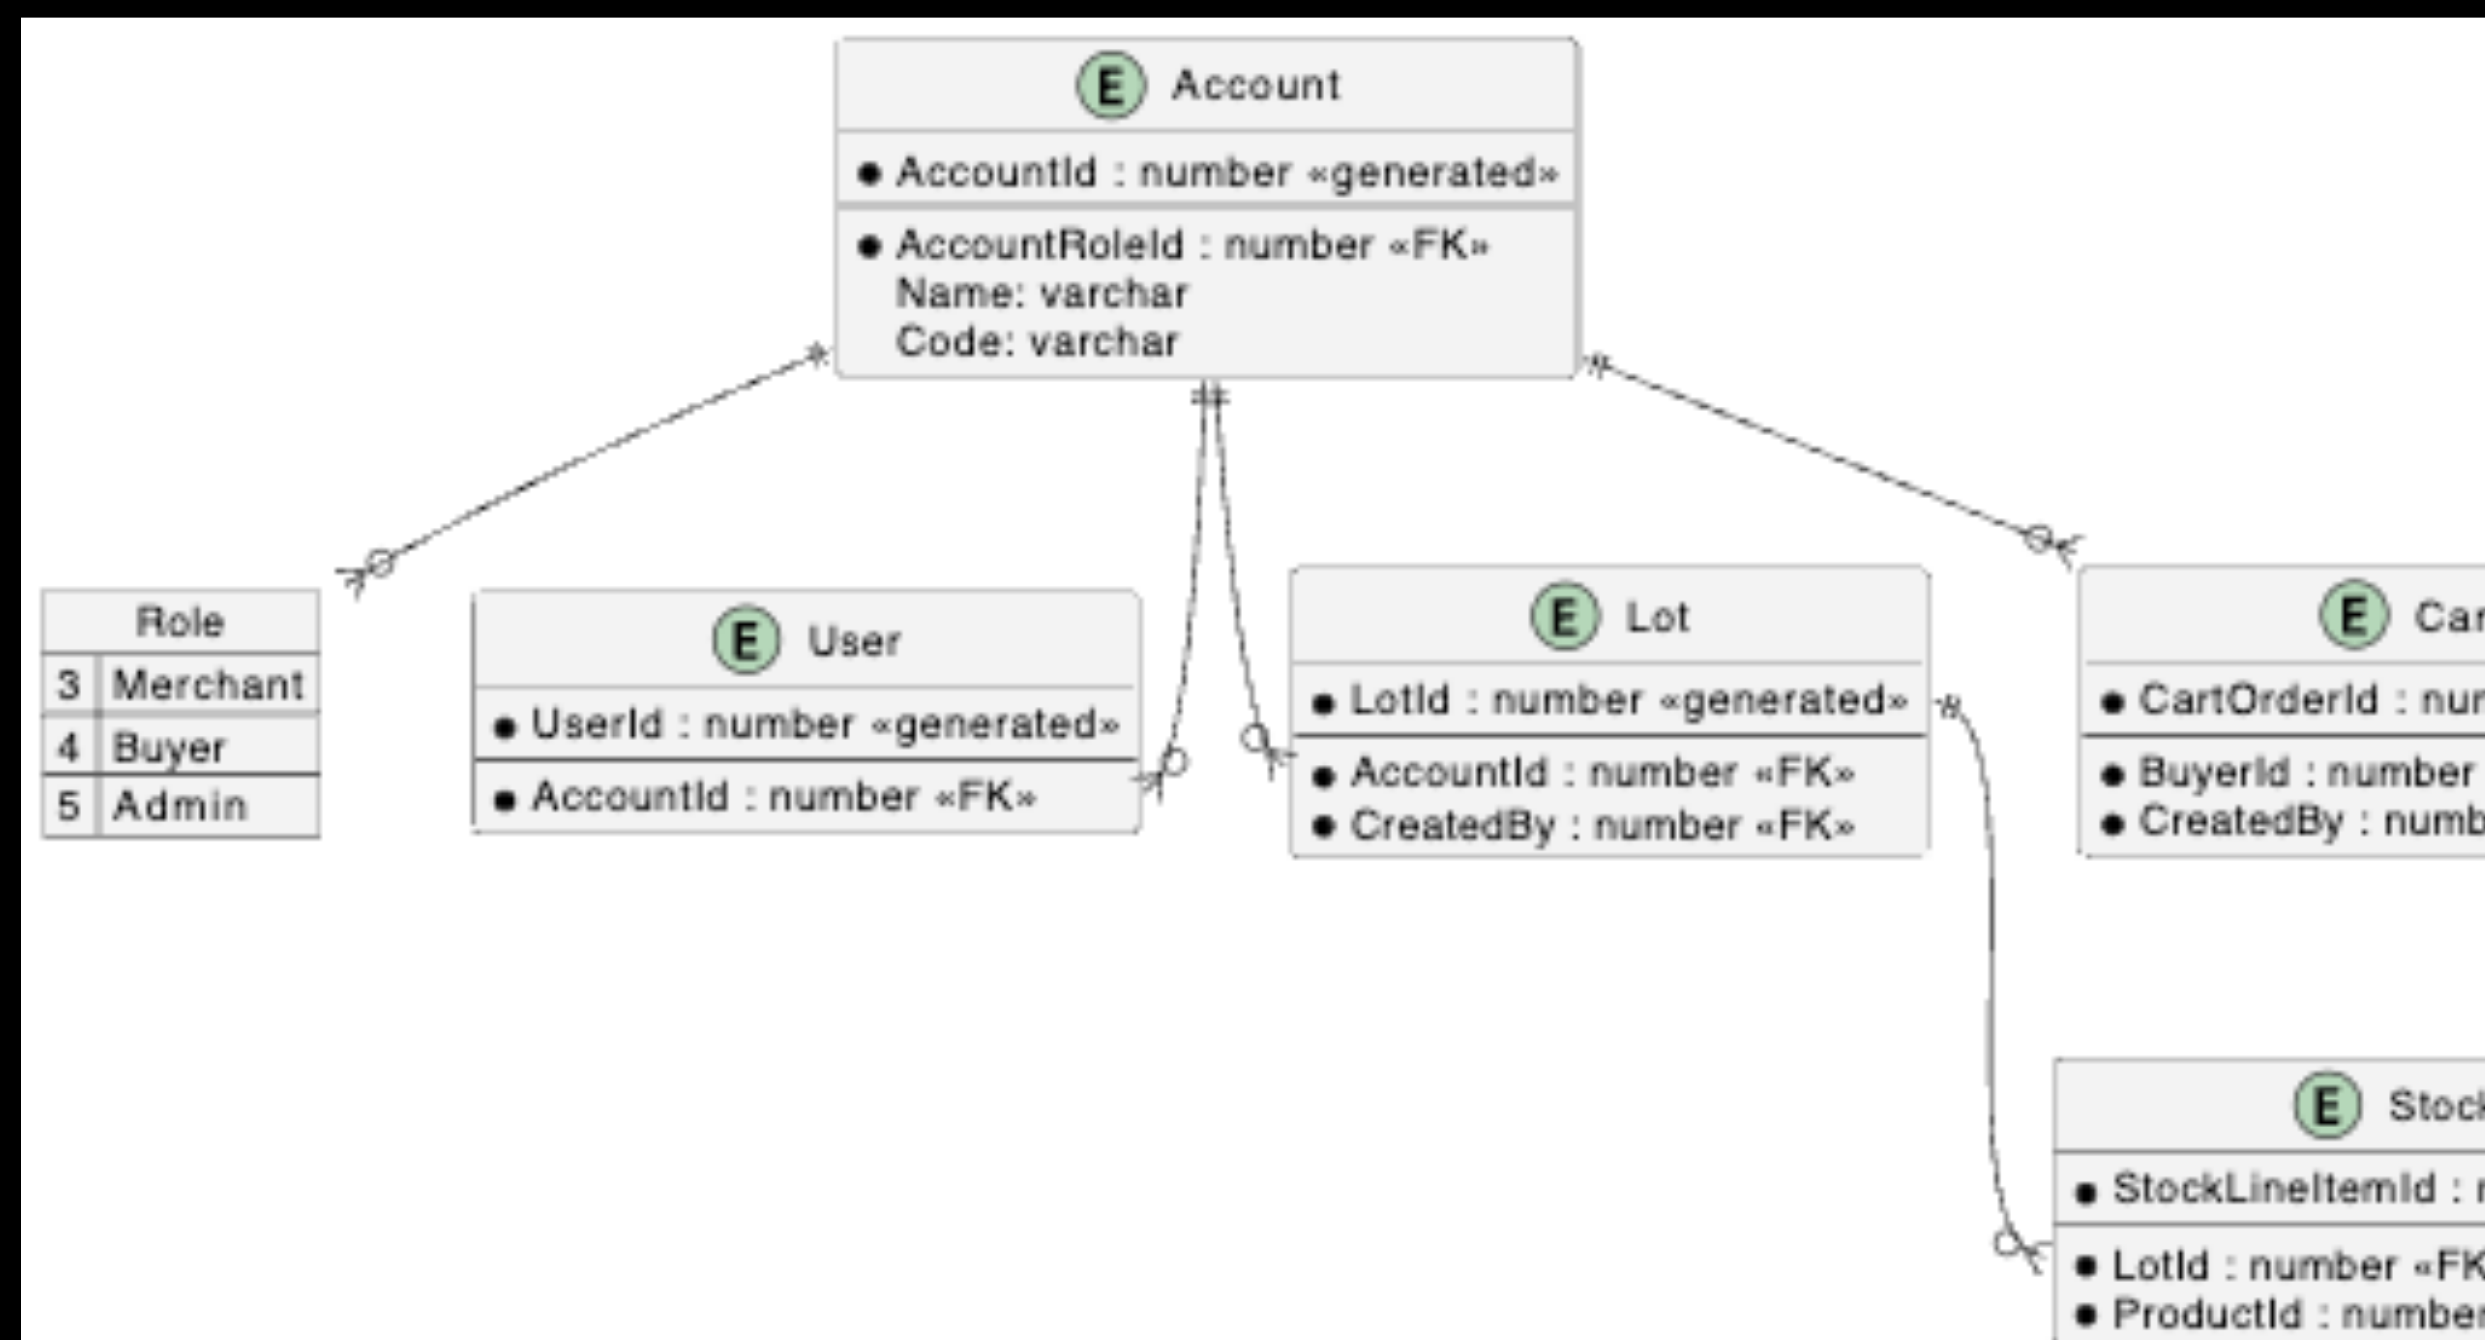 E Account
AccountId : number «generated»
AccountRoleId : number «FK»
Name: varchar
Code: varchar
Role
3 Merchant
4 Buyer
5 Admin
E User
UserId : number «generated»
AccountId : number «FK»
E Lot
LotId : number «generated»
AccountId : number «FK»
CreatedBy : number «FK»
E
CartOrderId :
BuyerId : number
CreatedBy :
E
StockLineItemId :
LotId : number «FK
ProductId : number